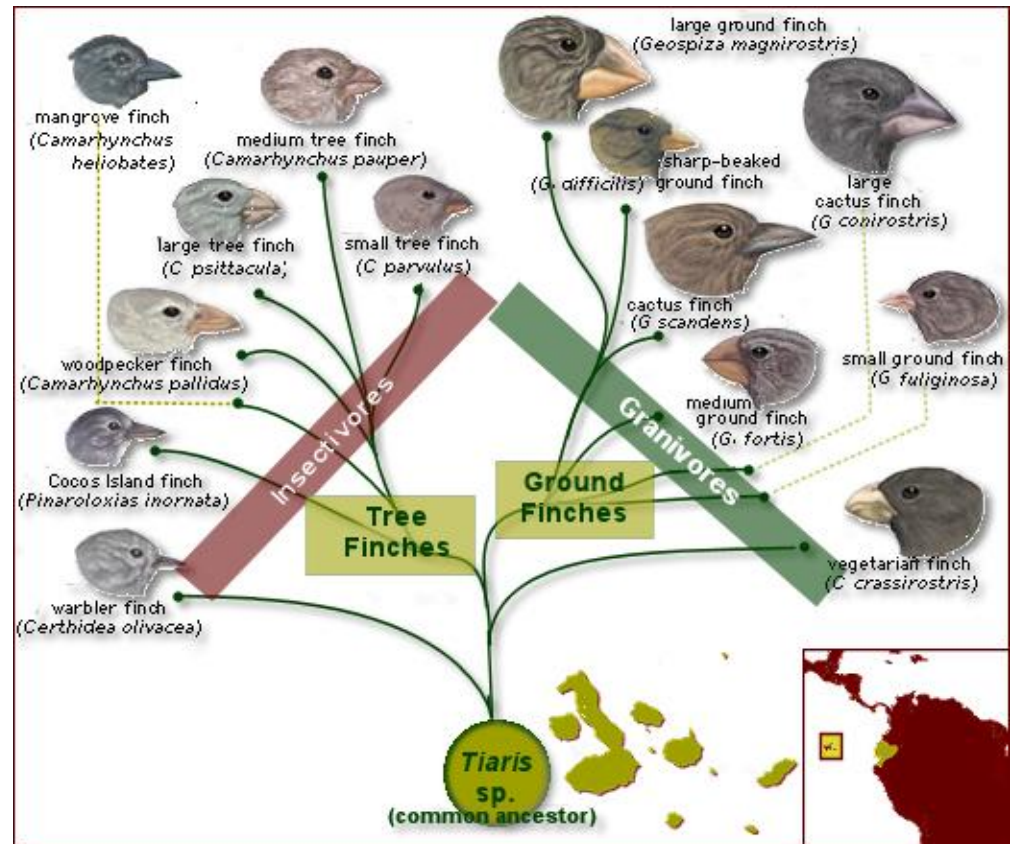 large ground finch
(Geospiza magnirostris)
mangrove finch
(Camarhynchus
heliobates)
medium tree finch
(Camarhynchus pauper)
sharp-beaked
(G. difficilis) ground finch
large
cactus finch
(G conirostris)
large tree finch
(C psittacula)
small tree finch
(C parvulus)
cactus finch
(G scandens)
woodpecker finch
(Camarhynchus pallidus)
small ground finch
(G fuliginosa)
medium
ground finch
(G. fortis)
Insectivores
Granivores
Cocos Island finch
(Pinaroloxias inornata)
Tree
Finches
Ground
Finches
vegetarian finch
(C crassirostris)
warbler finch
(Certhidea olivacea)
Tiaris
sp.
(common ancestor)